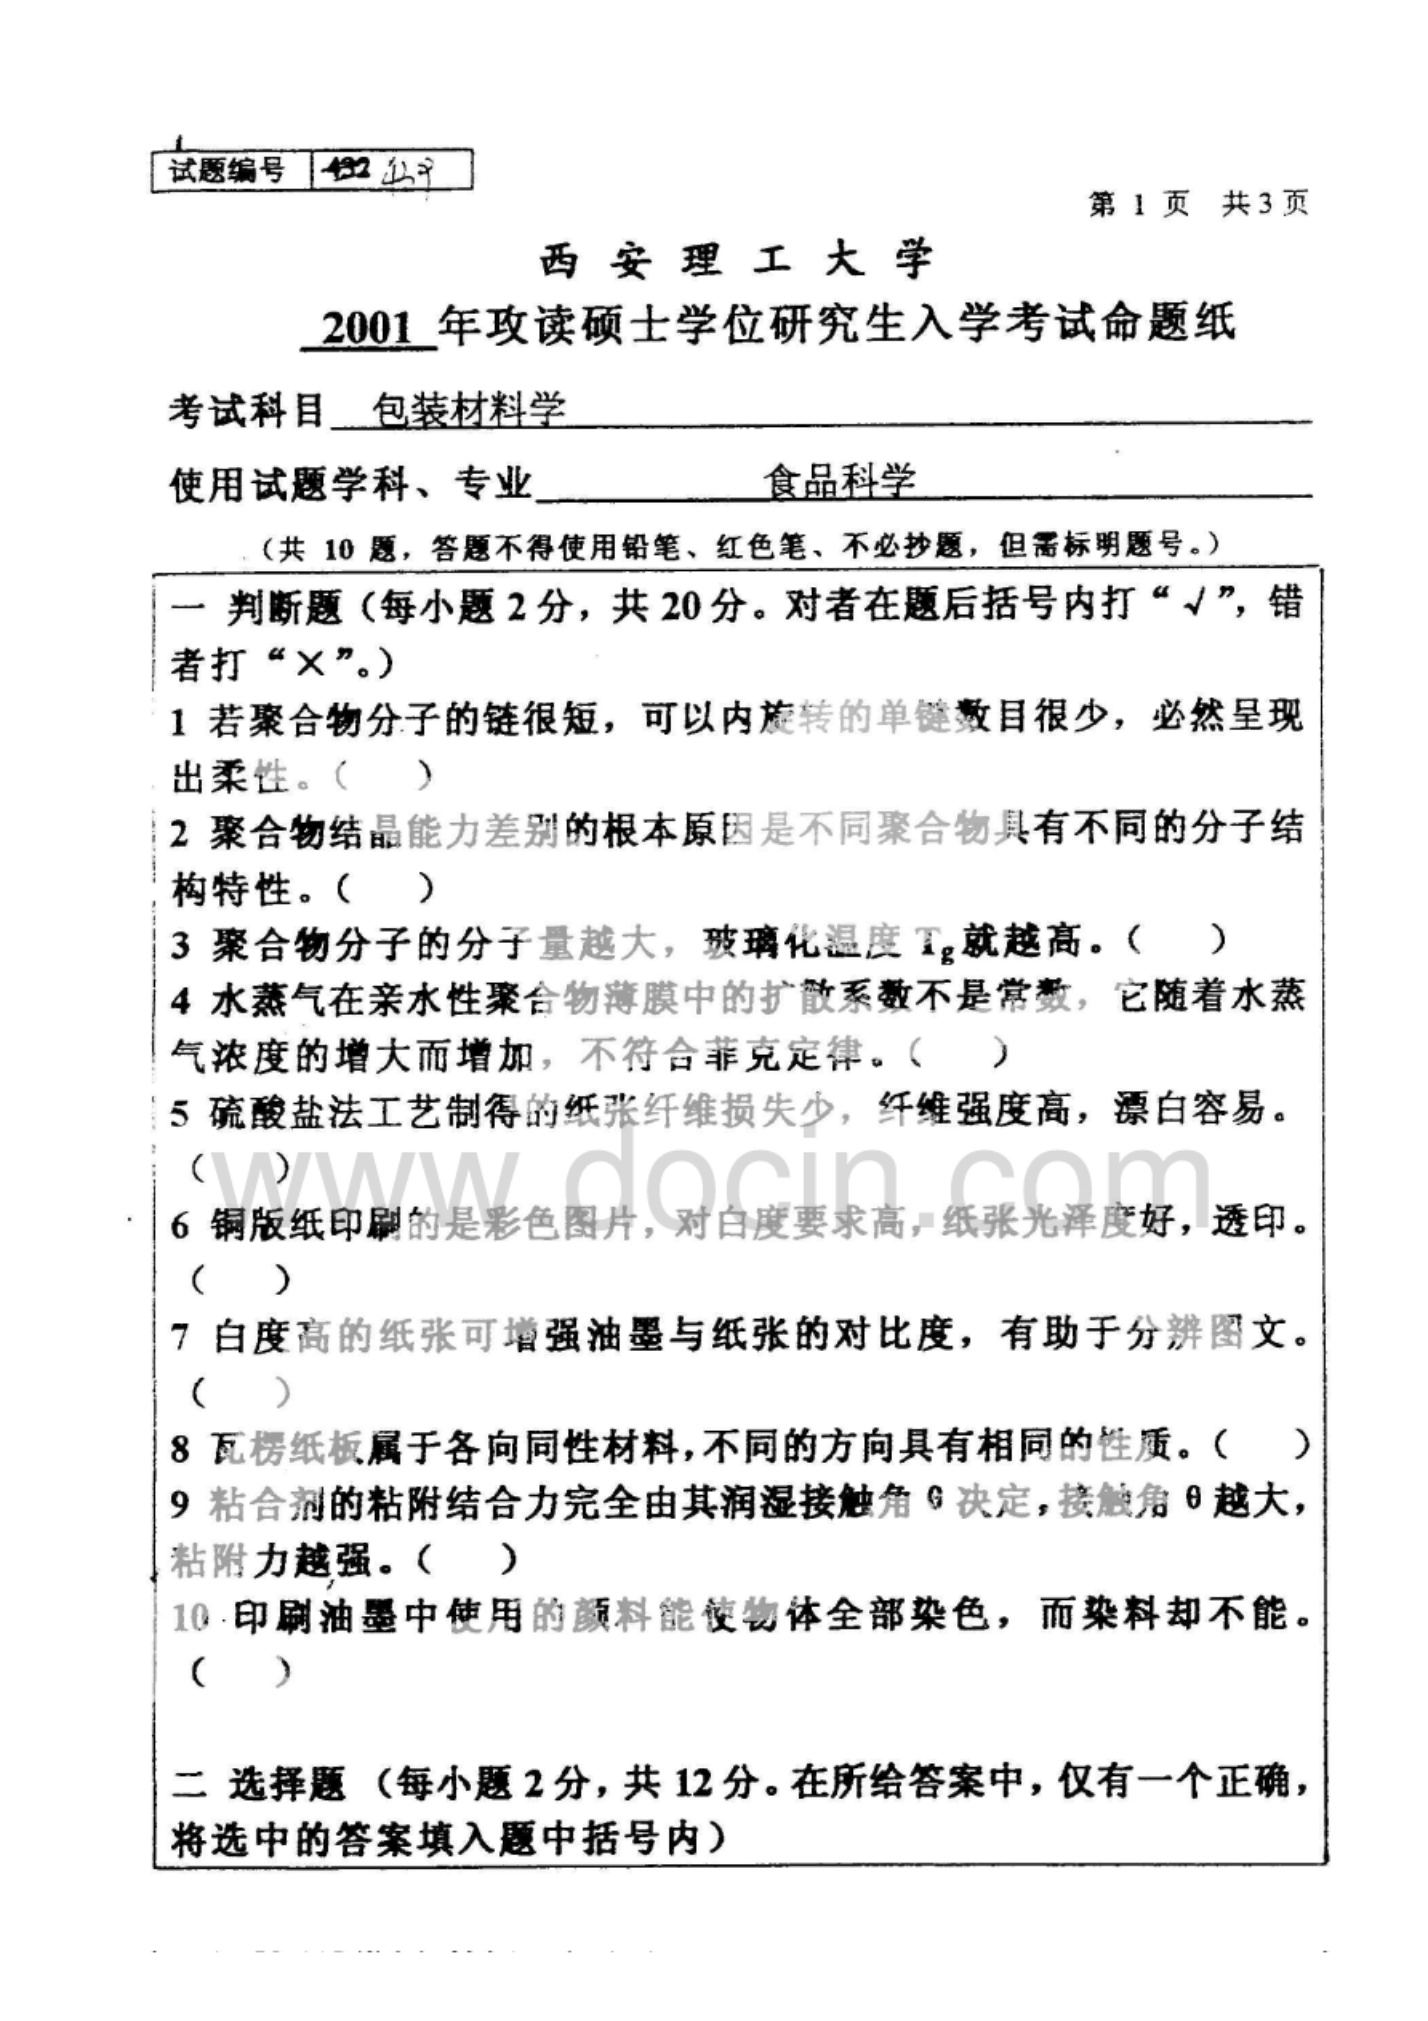 试题编号 432
第 1 页 共3页
西安理工大学
2001 年攻读硕士学位研究生入学考试命题纸
考试科目 包装材料学
使用试题学科、专业 食品科学
(共 10 题，答题不得使用铅笔、红色笔、不必抄题，但需标明题号。)
一 判断题（每小题 2 分，共 20 分。对者在题后括号内打“√”，错
者打“×”。）
1 若聚合物分子的链很短，可以内旋转的单键数目很少，必然呈现
出柔性。（ ）
2 聚合物结晶能力差别的根本原因是不同聚合物具有不同的分子结
构特性。（ ）
3 聚合物分子的分子量越大，玻璃化温度 Tg就越高。（ ）
4 水蒸气在亲水性聚合物薄膜中的扩散系数不是常数，它随着水蒸
气浓度的增大而增加，不符合菲克定律。（ ）
5 硫酸盐法工艺制得的纸张纤维损失少，纤维强度高，漂白容易。
（ ）
6 铜版纸印刷的是彩色图片，对白度要求高，纸张光泽度好，透印。
（ ）
7 白度高的纸张可增强油墨与纸张的对比度，有助于分辨图文。
（ ）
8 瓦楞纸板属于各向同性材料，不同的方向具有相同的性质。（ ）
9 粘合剂的粘附结合力完全由其润湿接触角 θ 决定，接触角 θ 越大，
粘附力越强。（ ）
10 印刷油墨中使用的颜料能使物体全部染色，而染料却不能。
（ ）
二 选择题 （每小题 2 分，共 12 分。在所给答案中，仅有一个正确，
将选中的答案填入题中括号内）
www.docin.com